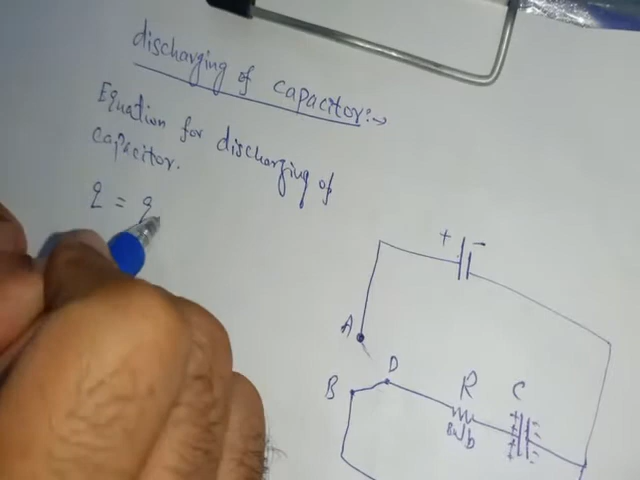 discharging of capacitor:→
Equation for discharging of
capacitor.
q = q
+ -
A
D
B
R
C